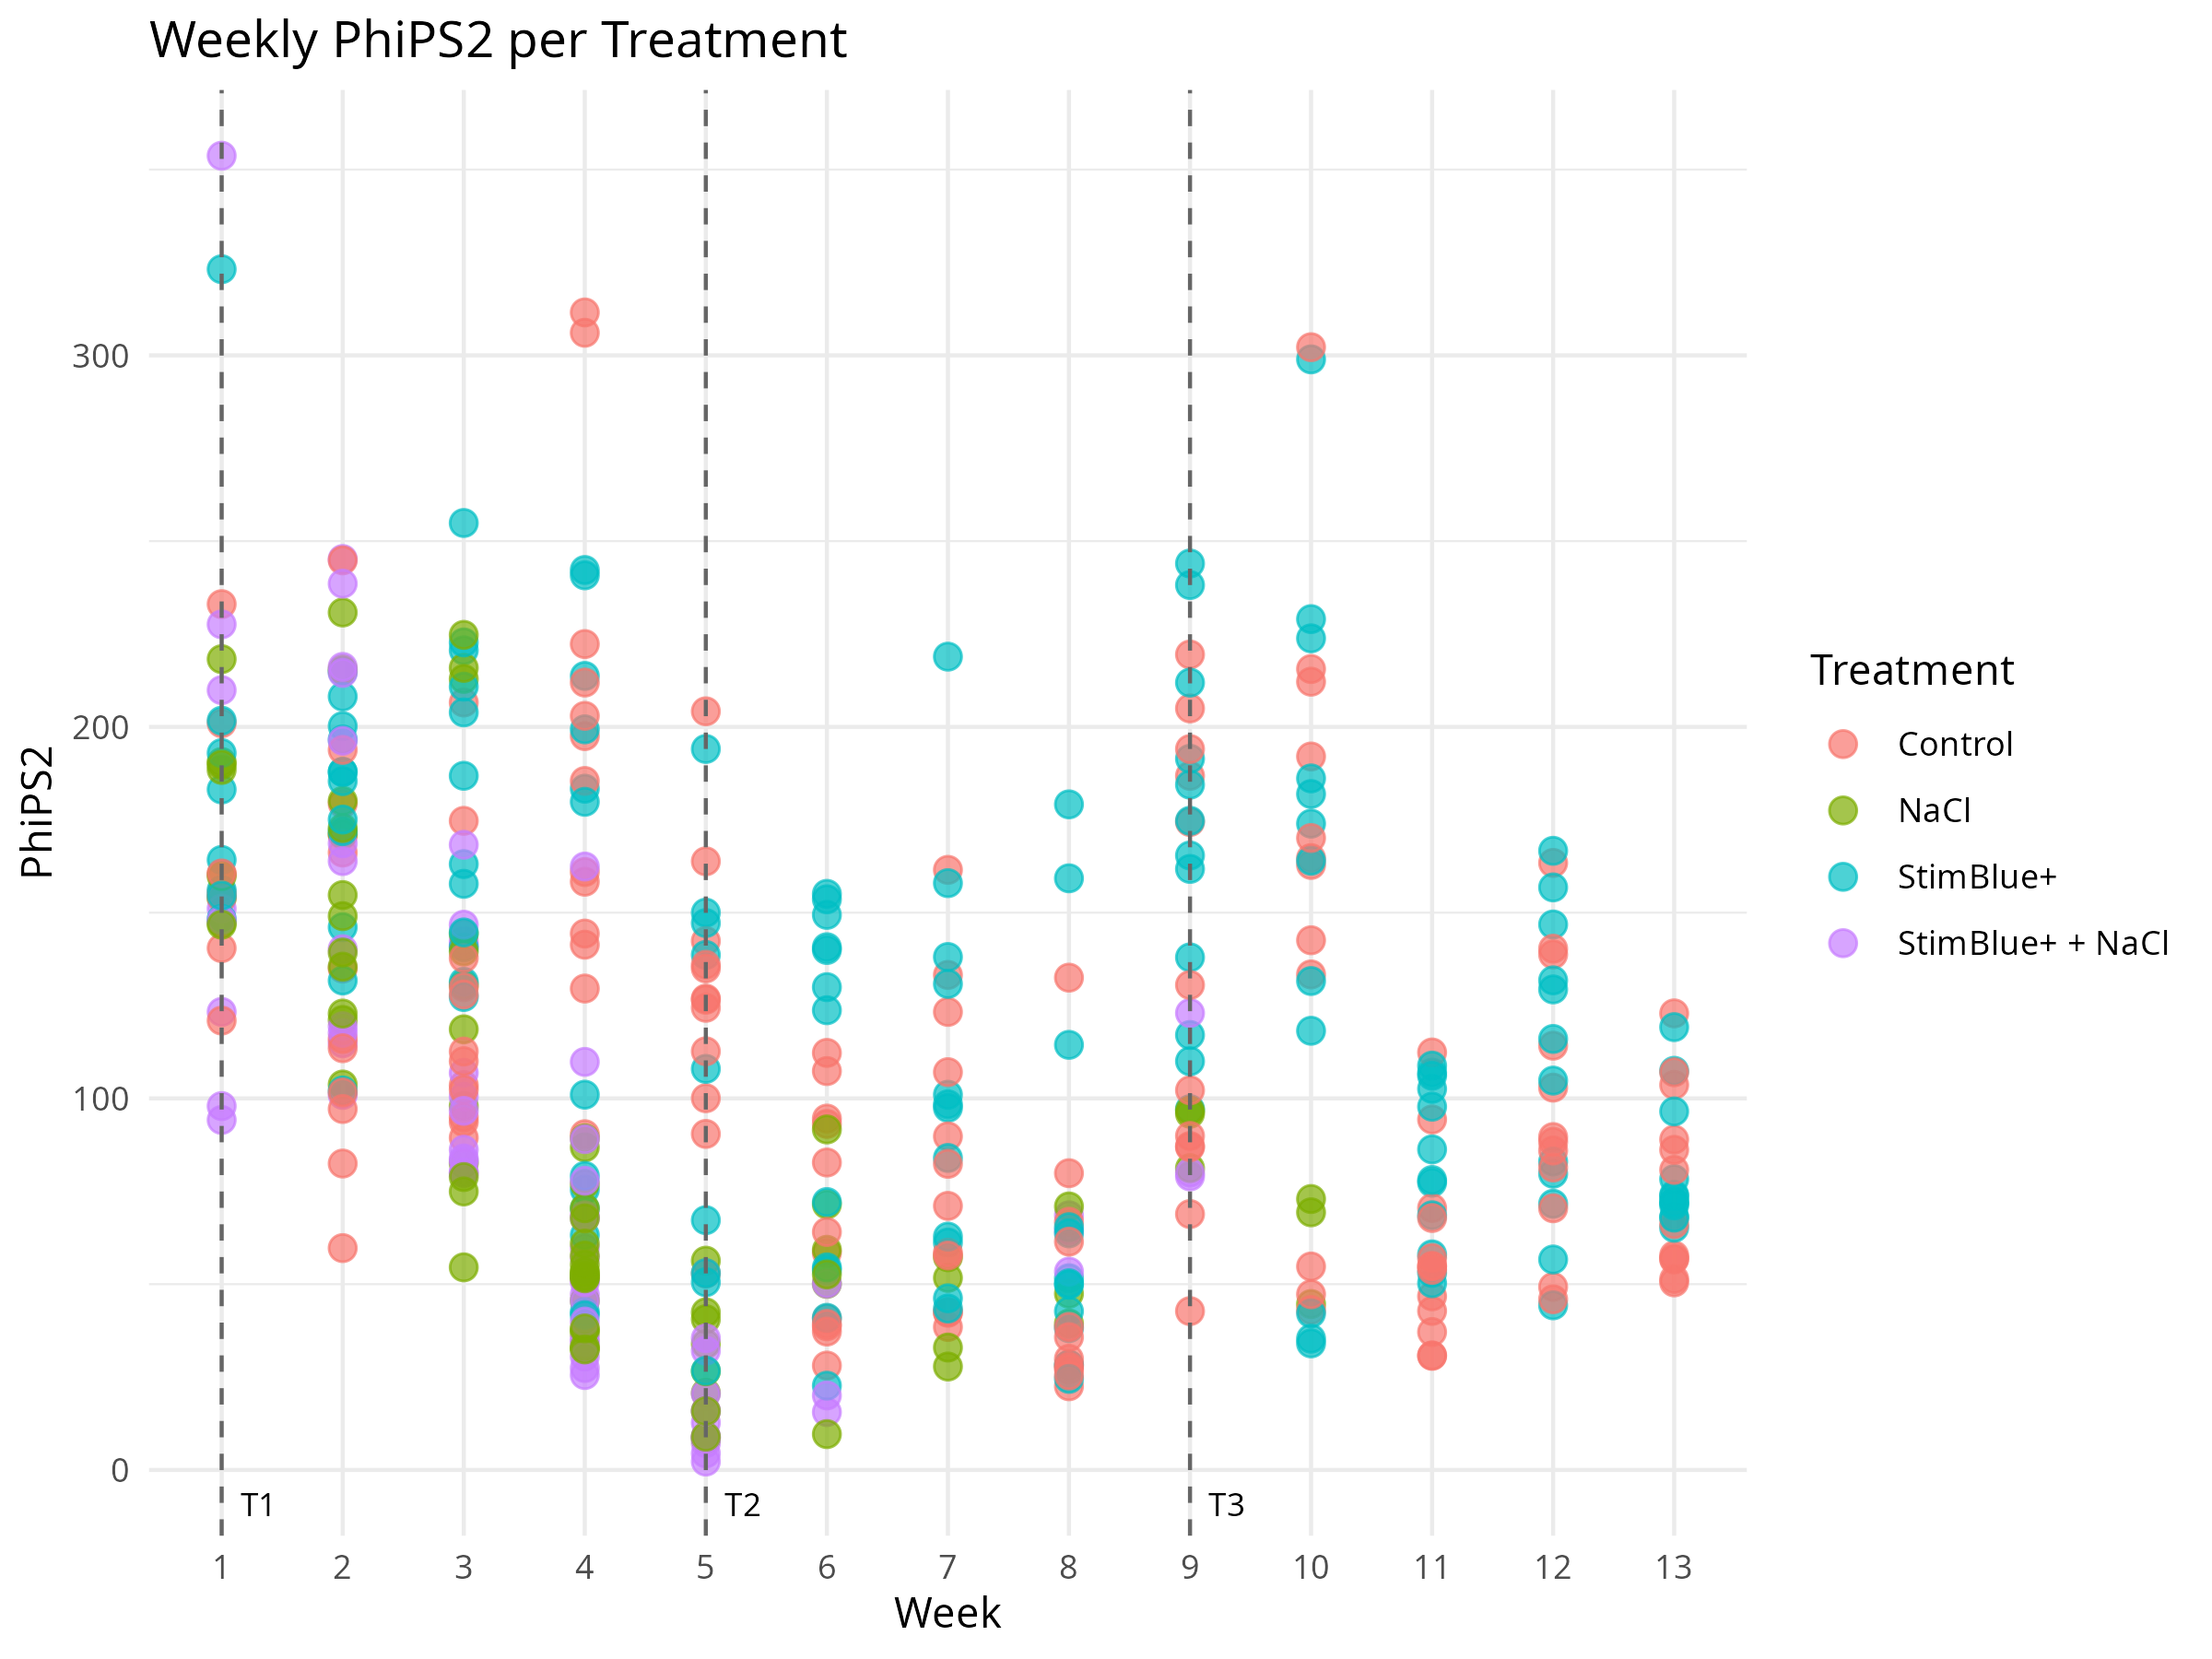 Weekly PhiPS2 per Treatment
PhiPS2
300
200
100
0
T1
T2
T3
1 2 3 4 5 6 7 8 9 10 11 12 13
Week
Treatment
Control
NaCl
StimBlue+
StimBlue+ + NaCl